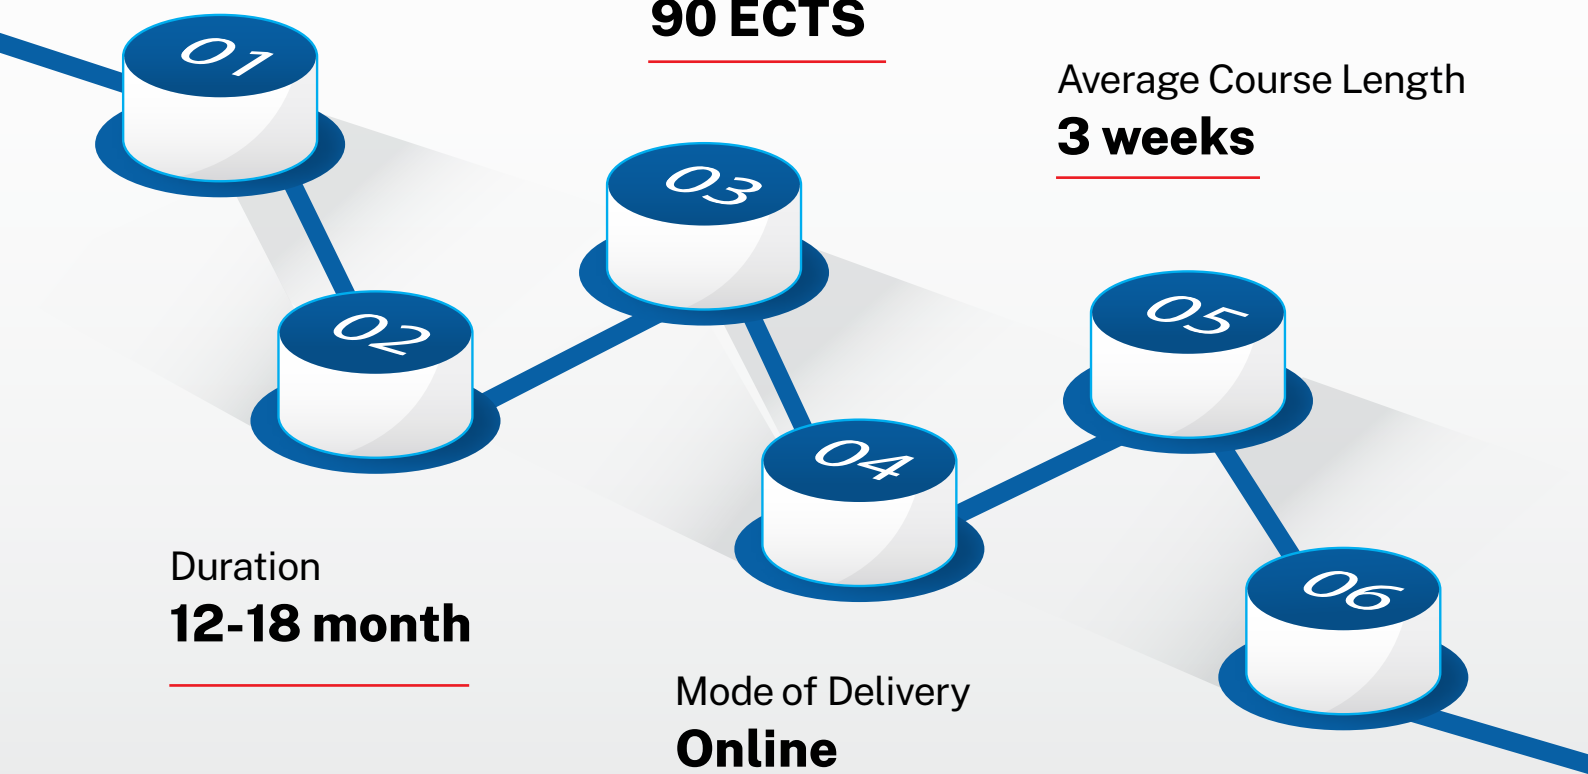 01
90 ECTS
Average Course Length
3 weeks
03
05
02
04
Duration
12-18 month
06
Mode of Delivery
Online